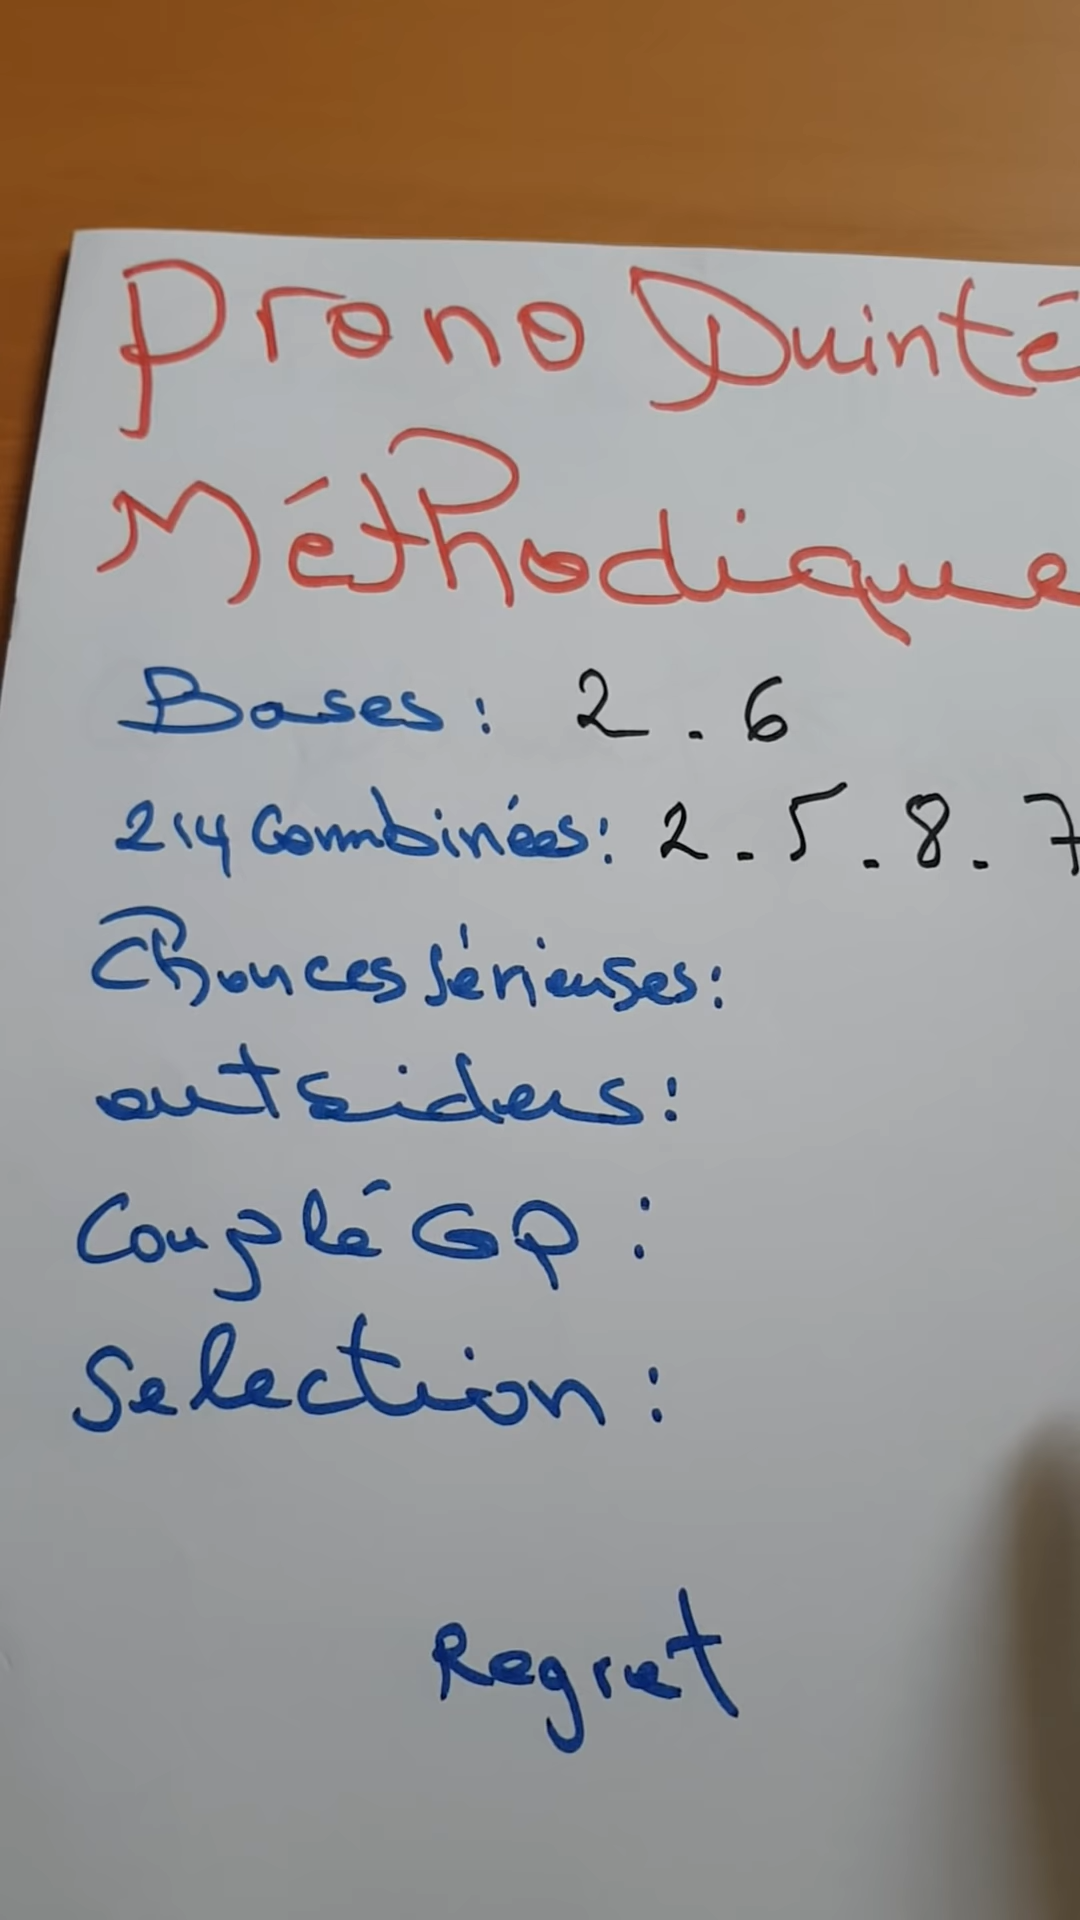 Prono Quinté
Méthodique
Bases : 2 . 6
2/4 Combinées : 2 . 5 . 8 . 7
Chances sérieuses :
outsiders :
Couplé GP :
Selection :
Regret